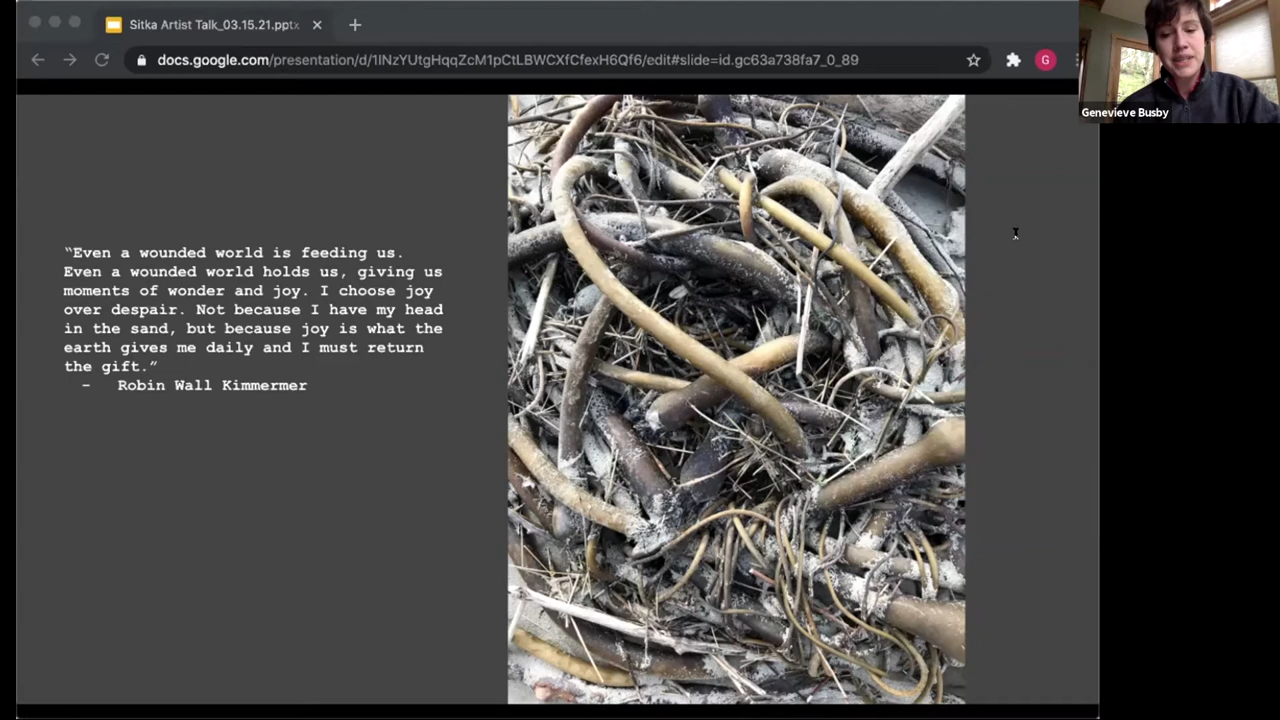 Sitka Artist Talk_03.15.21.pptx
docs.google.com/presentation/d/1INzYUtgHqqZcM1pCtLBWCXfCfexH6Qf6/edit#slide=id.gc63a738fa7_0_89
G
Genevieve Busby
“Even a wounded world is feeding us.
Even a wounded world holds us, giving us
moments of wonder and joy. I choose joy
over despair. Not because I have my head
in the sand, but because joy is what the
earth gives me daily and I must return
the gift.”
- Robin Wall Kimmermer